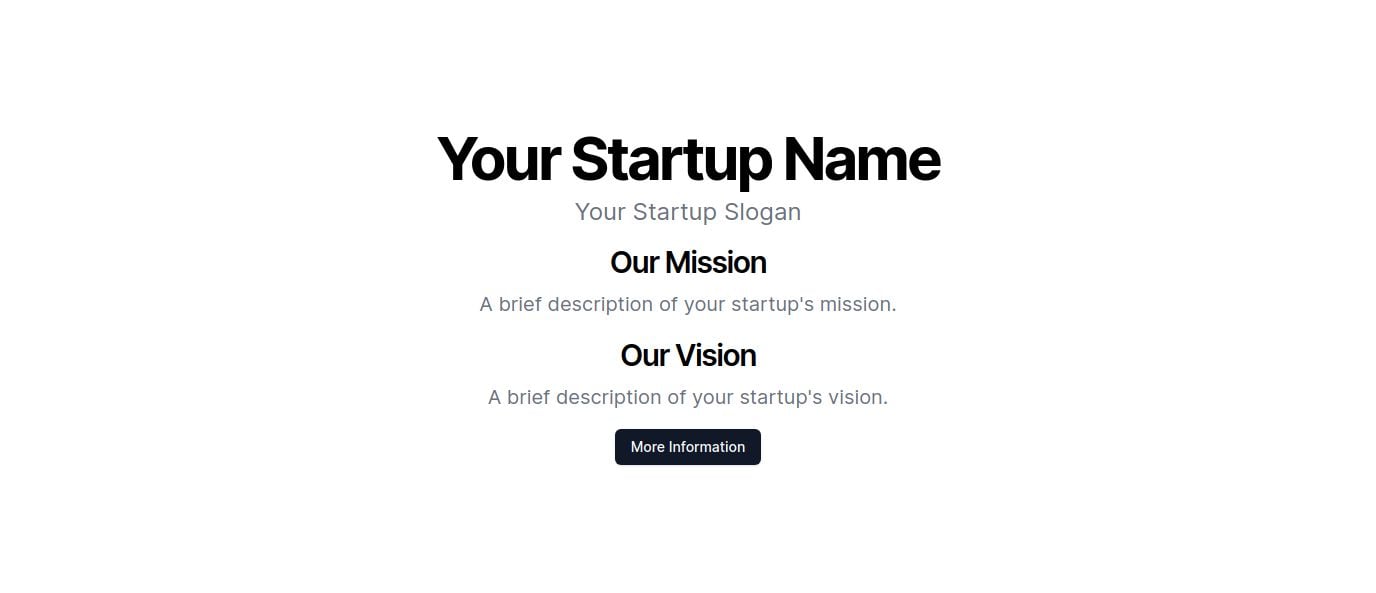 Your Startup Name
Your Startup Slogan
Our Mission
A brief description of your startup's mission.
Our Vision
A brief description of your startup's vision.
More Information